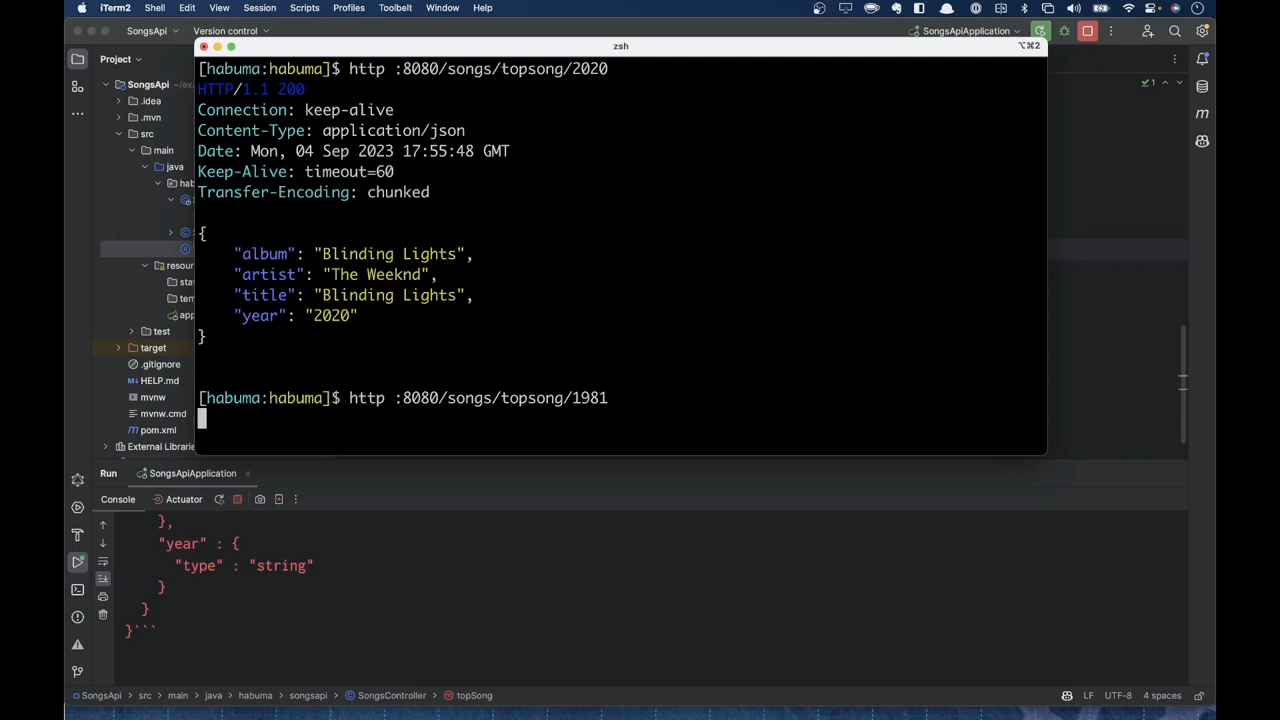 iTerm2 Shell Edit View Session Scripts Profiles Toolbelt Window Help
SongsApi Version control SongsApiApplication
zsh ⌥⌘2
Project
SongsApi
.idea
.mvn
src
main
java
resou
test
target
.gitignore
HELP.md
mvnw
mvnw.cmd
pom.xml
External Librarie
1
[habuma:habuma]$ http :8080/songs/topsong/2020
HTTP/1.1 200
Connection: keep-alive
Content-Type: application/json
Date: Mon, 04 Sep 2023 17:55:48 GMT
Keep-Alive: timeout=60
Transfer-Encoding: chunked
{
"album": "Blinding Lights",
"artist": "The Weeknd",
"title": "Blinding Lights",
"year": "2020"
}
[habuma:habuma]$ http :8080/songs/topsong/1981
Run SongsApiApplication
Console Actuator
},
"year" : {
"type" : "string"
}
}
}```
SongsApi > src > main > java > habuma > songsapi > SongsController > topSong LF UTF-8 4 spaces